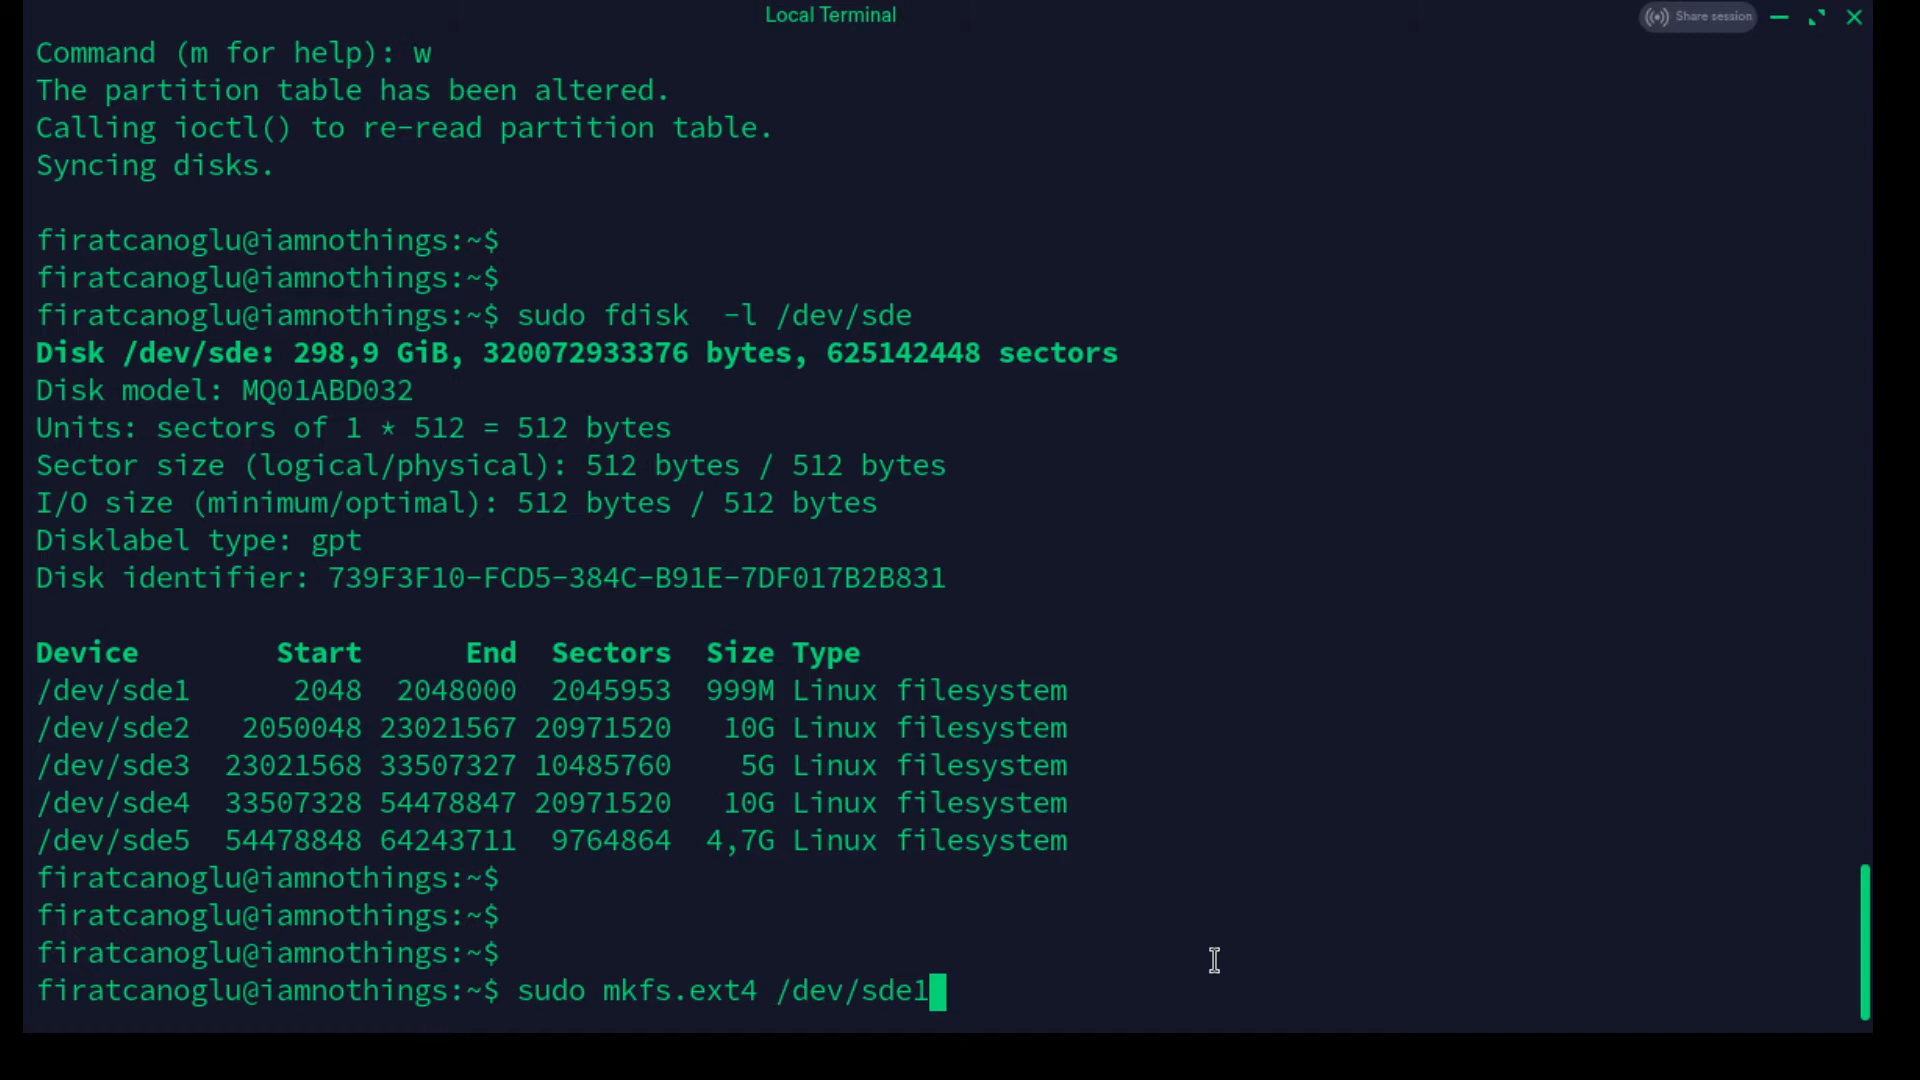 Local Terminal
Share session
Command (m for help): w
The partition table has been altered.
Calling ioctl() to re-read partition table.
Syncing disks.
firatcanoglu@iamnothings:~$
firatcanoglu@iamnothings:~$
firatcanoglu@iamnothings:~$ sudo fdisk  -l /dev/sde
Disk /dev/sde: 298,9 GiB, 320072933376 bytes, 625142448 sectors
Disk model: MQ01ABD032
Units: sectors of 1 * 512 = 512 bytes
Sector size (logical/physical): 512 bytes / 512 bytes
I/O size (minimum/optimal): 512 bytes / 512 bytes
Disklabel type: gpt
Disk identifier: 739F3F10-FCD5-384C-B91E-7DF017B2B831
Device        Start      End  Sectors  Size Type
/dev/sde1      2048  2048000  2045953  999M Linux filesystem
/dev/sde2   2050048 23021567 20971520   10G Linux filesystem
/dev/sde3  23021568 33507327 10485760    5G Linux filesystem
/dev/sde4  33507328 54478847 20971520   10G Linux filesystem
/dev/sde5  54478848 64243711  9764864  4,7G Linux filesystem
firatcanoglu@iamnothings:~$
firatcanoglu@iamnothings:~$
firatcanoglu@iamnothings:~$
firatcanoglu@iamnothings:~$ sudo mkfs.ext4 /dev/sde1